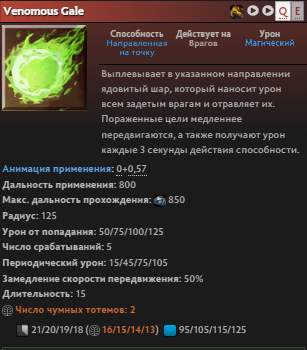 Venomous Gale
Q E
Способность Действует на Урон
Направленная Врагов Магический
на точку
Выплевывает в указанном направлении
ядовитый шар, который наносит урон
всем задетым врагам и отравляет их.
Пораженные цели медленнее
передвигаются, а также получают урон
каждые 3 секунды действия способности.
Анимация применения: 0+0,57
Дальность применения: 800
Макс. дальность прохождения: 850
Радиус: 125
Урон от попадания: 50/75/100/125
Число срабатываний: 5
Периодический урон: 15/45/75/105
Замедление скорости передвижения: 50%
Длительность: 15
Число чумных тотемов: 2
21/20/19/18 (16/15/14/13) 95/105/115/125